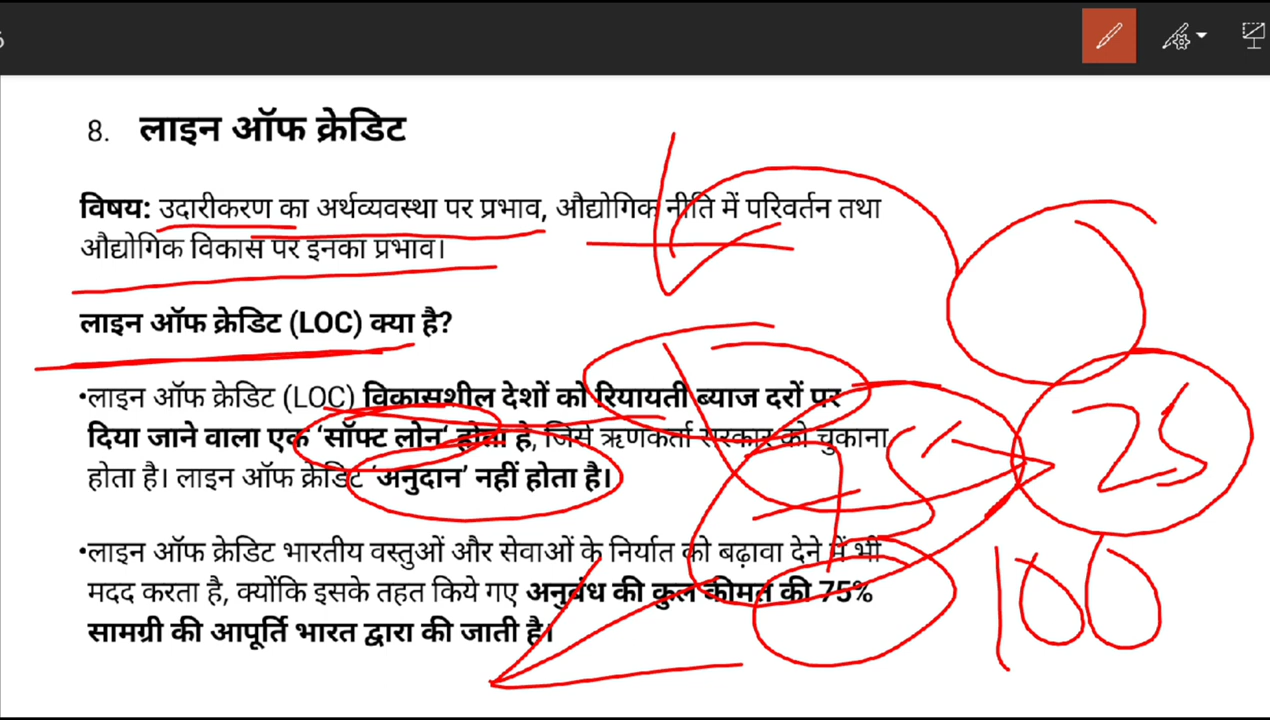 8. लाइन ऑफ क्रेडिट
विषय: उदारीकरण का अर्थव्यवस्था पर प्रभाव, औद्योगिक नीति में परिवर्तन तथा
औद्योगिक विकास पर इनका प्रभाव।
लाइन ऑफ क्रेडिट (LOC) क्या है?
•लाइन ऑफ क्रेडिट (LOC) विकासशील देशों को रियायती ब्याज दरों पर
दिया जाने वाला एक ‘सॉफ्ट लोन’ होता है, जिसे ऋणकर्ता सरकार को चुकाना
होता है। लाइन ऑफ क्रेडिट ‘अनुदान’ नहीं होता है।
25
75
•लाइन ऑफ क्रेडिट भारतीय वस्तुओं और सेवाओं के निर्यात को बढ़ावा देने में भी
मदद करता है, क्योंकि इसके तहत किये गए अनुबंध की कुल कीमत की 75%
100
सामग्री की आपूर्ति भारत द्वारा की जाती है।